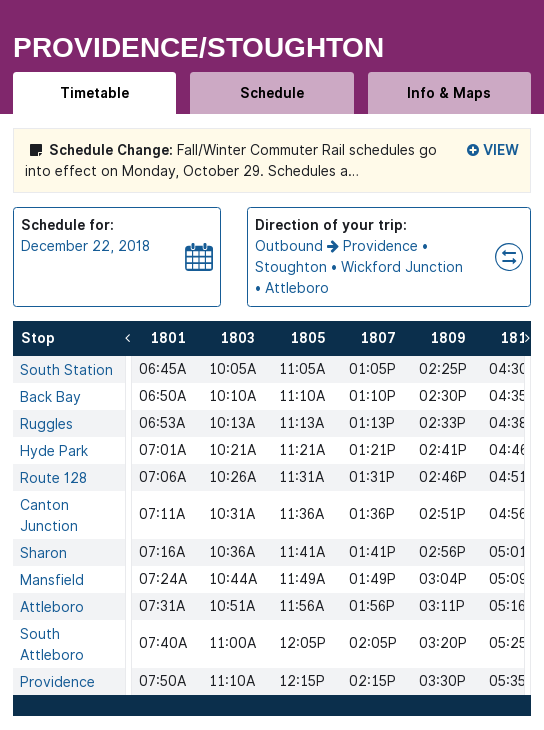 PROVIDENCE/STOUGHTON
Timetable Schedule Info & Maps
Schedule Change: Fall/Winter Commuter Rail schedules go VIEW
into effect on Monday, October 29. Schedules a...
Schedule for:
December 22, 2018
Direction of your trip:
Outbound → Providence •
Stoughton • Wickford Junction
• Attleboro
Stop 1801 1803 1805 1807 1809 181
South Station 06:45A 10:05A 11:05A 01:05P 02:25P 04:30
Back Bay 06:50A 10:10A 11:10A 01:10P 02:30P 04:35
Ruggles 06:53A 10:13A 11:13A 01:13P 02:33P 04:38
Hyde Park 07:01A 10:21A 11:21A 01:21P 02:41P 04:46
Route 128 07:06A 10:26A 11:31A 01:31P 02:46P 04:51
Canton
Junction 07:11A 10:31A 11:36A 01:36P 02:51P 04:56
Sharon 07:16A 10:36A 11:41A 01:41P 02:56P 05:01
Mansfield 07:24A 10:44A 11:49A 01:49P 03:04P 05:09
Attleboro 07:31A 10:51A 11:56A 01:56P 03:11P 05:16
South
Attleboro 07:40A 11:00A 12:05P 02:05P 03:20P 05:25
Providence 07:50A 11:10A 12:15P 02:15P 03:30P 05:35